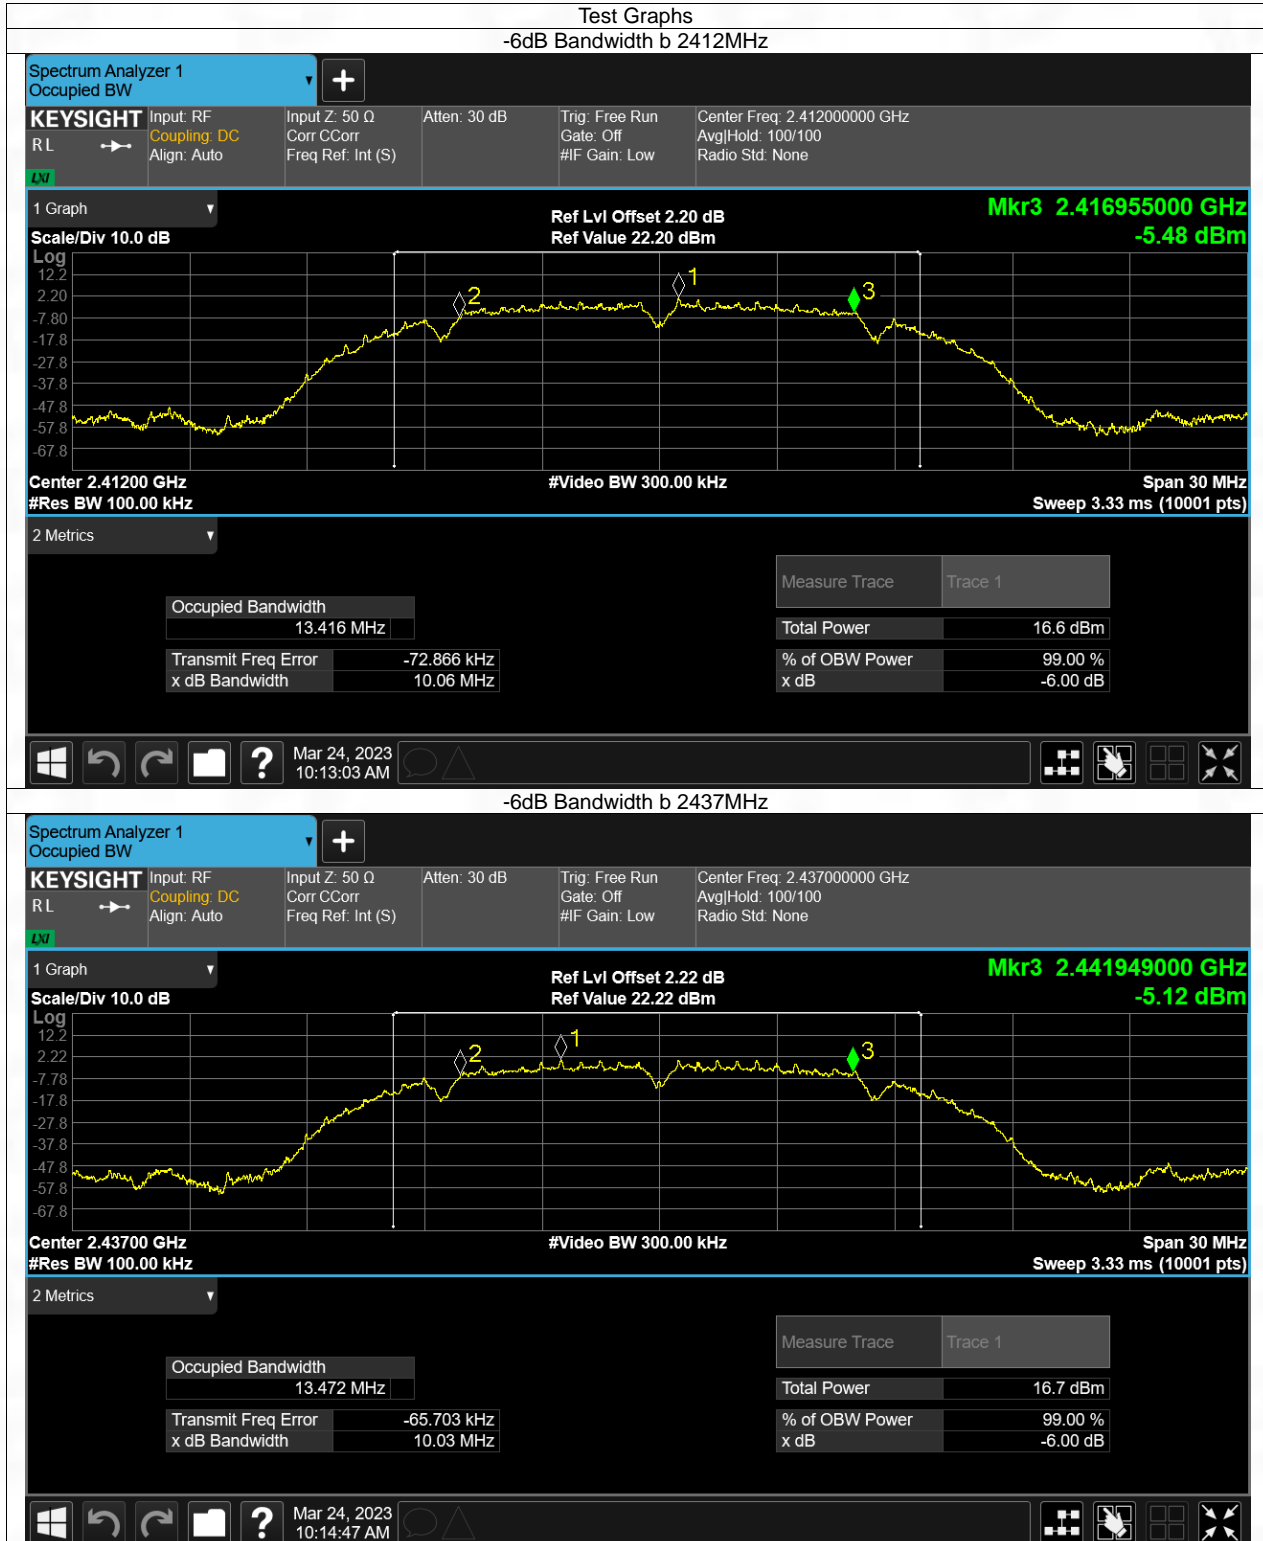 Test Graphs
-6dB Bandwidth b 2412MHz
Spectrum Analyzer 1
Occupied BW
KEYSIGHT
RL
LXI
Input: RF
Coupling: DC
Align: Auto
Input Z: 50 Ω
Corr CCorr
Freq Ref: Int (S)
Atten: 30 dB
Trig: Free Run
Gate: Off
#IF Gain: Low
Center Freq: 2.412000000 GHz
Avg|Hold: 100/100
Radio Std: None
1 Graph
Ref Lvl Offset 2.20 dB
Mkr3 2.416955000 GHz
Scale/Div 10.0 dB
Ref Value 22.20 dBm
-5.48 dBm
Log
12.2
2.20
-7.80
-17.8
-27.8
-37.8
-47.8
-57.8
-67.8
2
1
3
Center 2.41200 GHz
#Video BW 300.00 kHz
Span 30 MHz
#Res BW 100.00 kHz
Sweep 3.33 ms (10001 pts)
2 Metrics
Measure Trace Trace 1
Occupied Bandwidth
13.416 MHz
Total Power 16.6 dBm
Transmit Freq Error -72.866 kHz
% of OBW Power 99.00 %
x dB Bandwidth 10.06 MHz
x dB -6.00 dB
?
Mar 24, 2023
10:13:03 AM
-6dB Bandwidth b 2437MHz
Spectrum Analyzer 1
Occupied BW
KEYSIGHT
RL
LXI
Input: RF
Coupling: DC
Align: Auto
Input Z: 50 Ω
Corr CCorr
Freq Ref: Int (S)
Atten: 30 dB
Trig: Free Run
Gate: Off
#IF Gain: Low
Center Freq: 2.437000000 GHz
Avg|Hold: 100/100
Radio Std: None
1 Graph
Ref Lvl Offset 2.22 dB
Mkr3 2.441949000 GHz
Scale/Div 10.0 dB
Ref Value 22.22 dBm
-5.12 dBm
Log
12.2
2.22
-7.78
-17.8
-27.8
-37.8
-47.8
-57.8
-67.8
2
1
3
Center 2.43700 GHz
#Video BW 300.00 kHz
Span 30 MHz
#Res BW 100.00 kHz
Sweep 3.33 ms (10001 pts)
2 Metrics
Measure Trace Trace 1
Occupied Bandwidth
13.472 MHz
Total Power 16.7 dBm
Transmit Freq Error -65.703 kHz
% of OBW Power 99.00 %
x dB Bandwidth 10.03 MHz
x dB -6.00 dB
?
Mar 24, 2023
10:14:47 AM